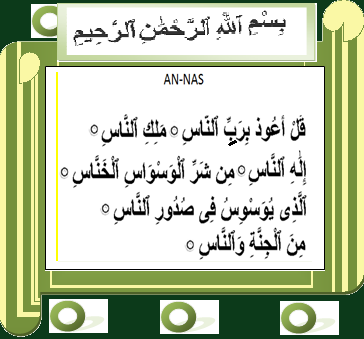 بِسْمِ ٱللَّهِ ٱلرَّحْمَٰنِ ٱلرَّحِيمِ
AN-NAS
قُلْ أَعُوذُ بِرَبِّ ٱلنَّاسِ ۝ مَلِكِ ٱلنَّاسِ ۝
إِلَٰهِ ٱلنَّاسِ ۝ مِن شَرِّ ٱلْوَسْوَاسِ ٱلْخَنَّاسِ ۝
ٱلَّذِى يُوَسْوِسُ فِى صُدُورِ ٱلنَّاسِ ۝
مِنَ ٱلْجِنَّةِ وَٱلنَّاسِ ۝